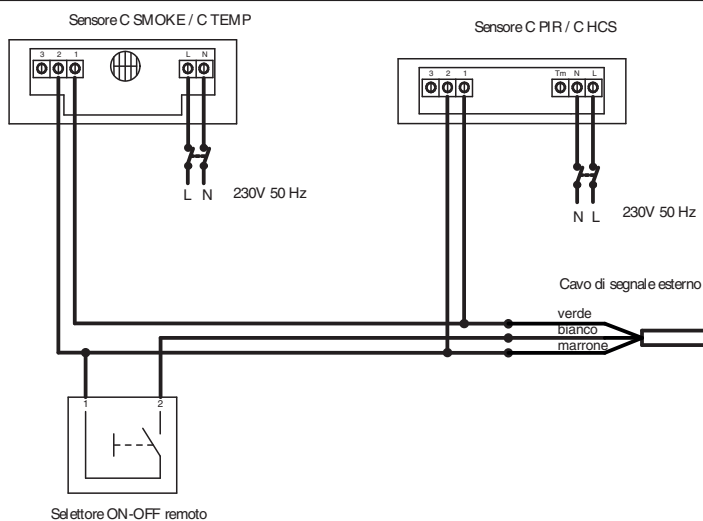 Sensore C SMOKE / C TEMP
3 2 1
L N
L N
230V 50 Hz
Sensore C PIR / C HCS
3 2 1
Tm N L
N L
230V 50 Hz
Cavo di segnale esterno
verde
bianco
marrone
1 2
Selettore ON-OFF remoto